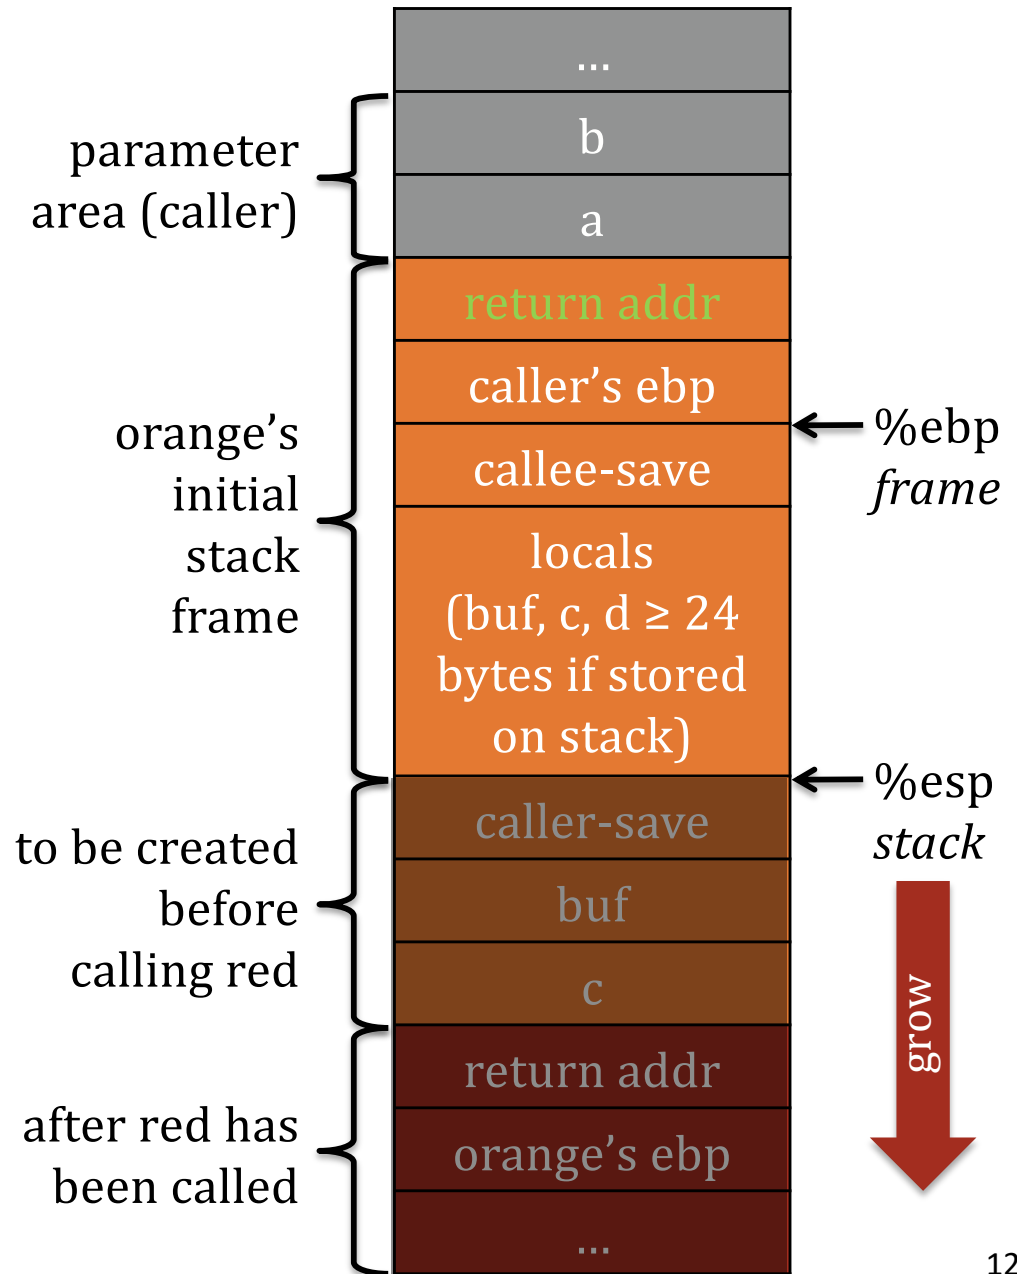 ...
b
a
parameter
area (caller)
return addr
caller’s ebp
callee-save
locals
(buf, c, d ≥ 24
bytes if stored
on stack)
orange’s
initial
stack
frame
%ebp
frame
%esp
stack
caller-save
buf
c
to be created
before
calling red
grow
return addr
orange’s ebp
...
after red has
been called
12